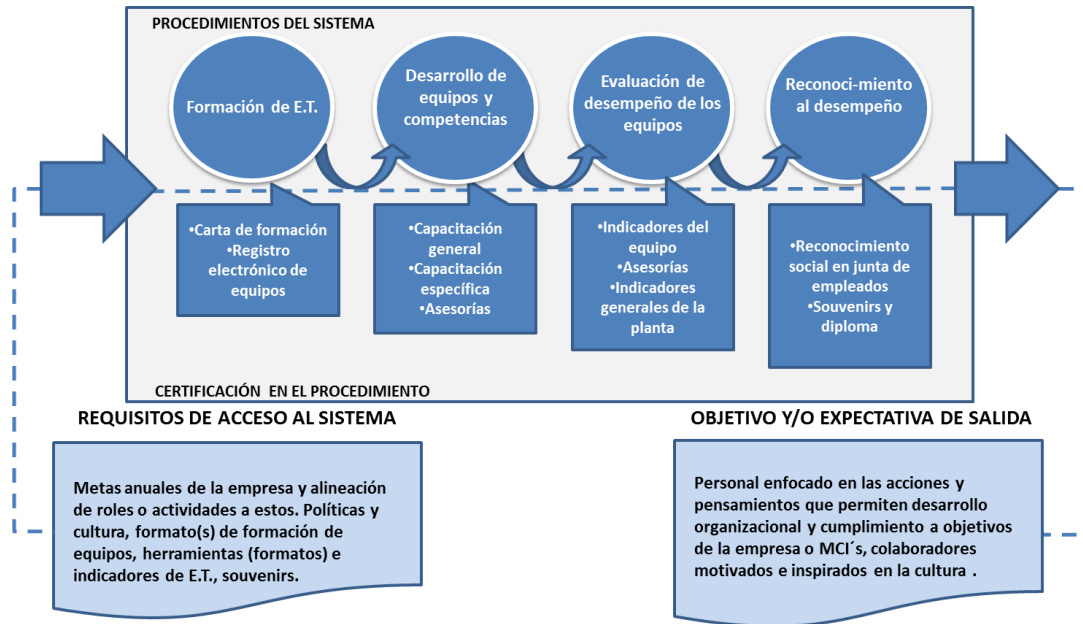 PROCEDIMIENTOS DEL SISTEMA
Formación de E.T.
Desarrollo de
equipos y
competencias
Evaluación de
desempeño de los
equipos
Reconoci-miento
al desempeño
•Carta de formación
•Registro
electrónico de
equipos
•Capacitación
general
•Capacitación
específica
•Asesorías
•Indicadores del
equipo
•Asesorías
•Indicadores
generales de la
planta
•Reconocimiento
social en junta de
empleados
•Souvenirs y
diploma
CERTIFICACIÓN EN EL PROCEDIMIENTO
REQUISITOS DE ACCESO AL SISTEMA
Metas anuales de la empresa y alineación
de roles o actividades a estos. Políticas y
cultura, formato(s) de formación de
equipos, herramientas (formatos) e
indicadores de E.T., souvenirs.
OBJETIVO Y/O EXPECTATIVA DE SALIDA
Personal enfocado en las acciones y
pensamientos que permiten desarrollo
organizacional y cumplimiento a objetivos
de la empresa o MCI´s, colaboradores
motivados e inspirados en la cultura .